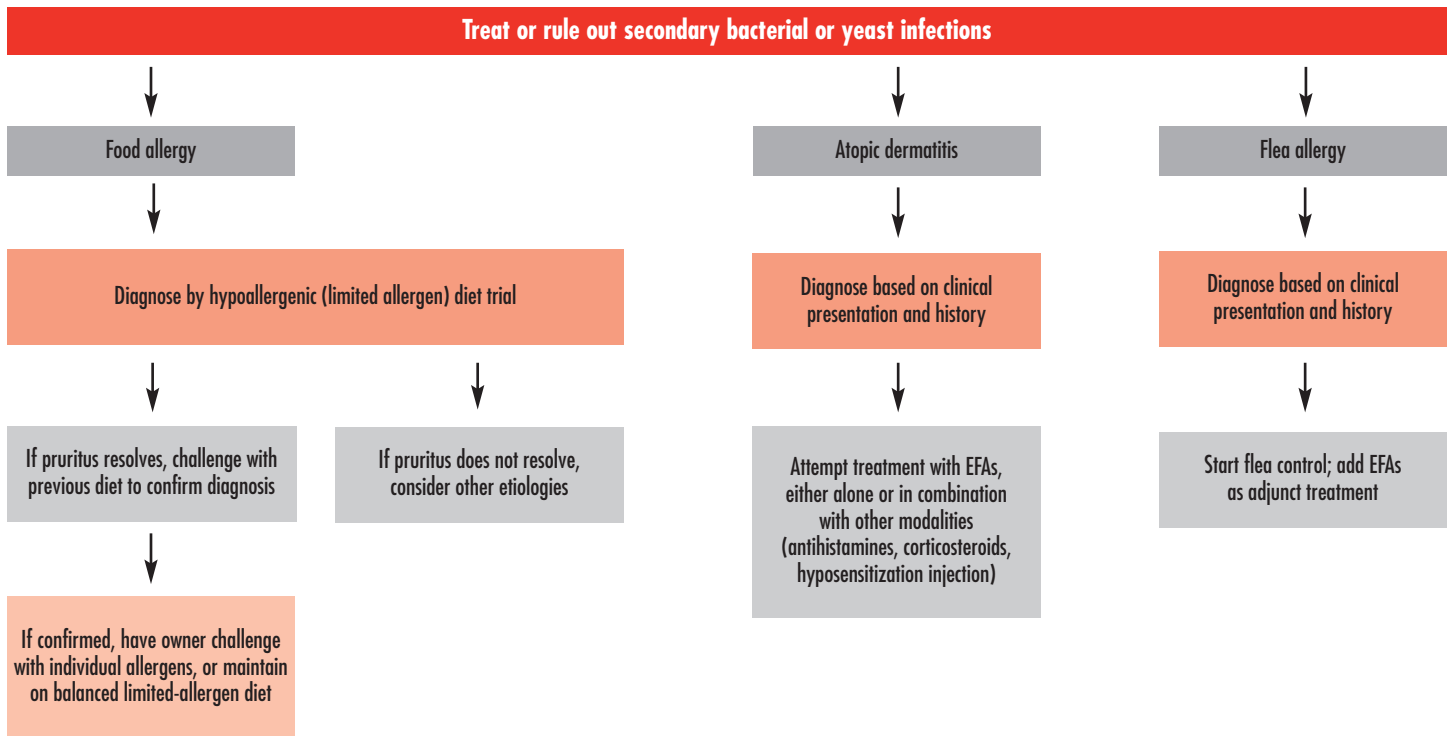 Treat or rule out secondary bacterial or yeast infections
Food allergy
Atopic dermatitis
Flea allergy
Diagnose by hypoallergenic (limited allergen) diet trial
Diagnose based on clinical
presentation and history
Diagnose based on clinical
presentation and history
If pruritus resolves, challenge with
previous diet to confirm diagnosis
If pruritus does not resolve,
consider other etiologies
Attempt treatment with EFAs,
either alone or in combination
with other modalities
(antihistamines, corticosteroids,
hyposensitization injection)
Start flea control; add EFAs
as adjunct treatment
If confirmed, have owner challenge
with individual allergens, or maintain
on balanced limited-allergen diet